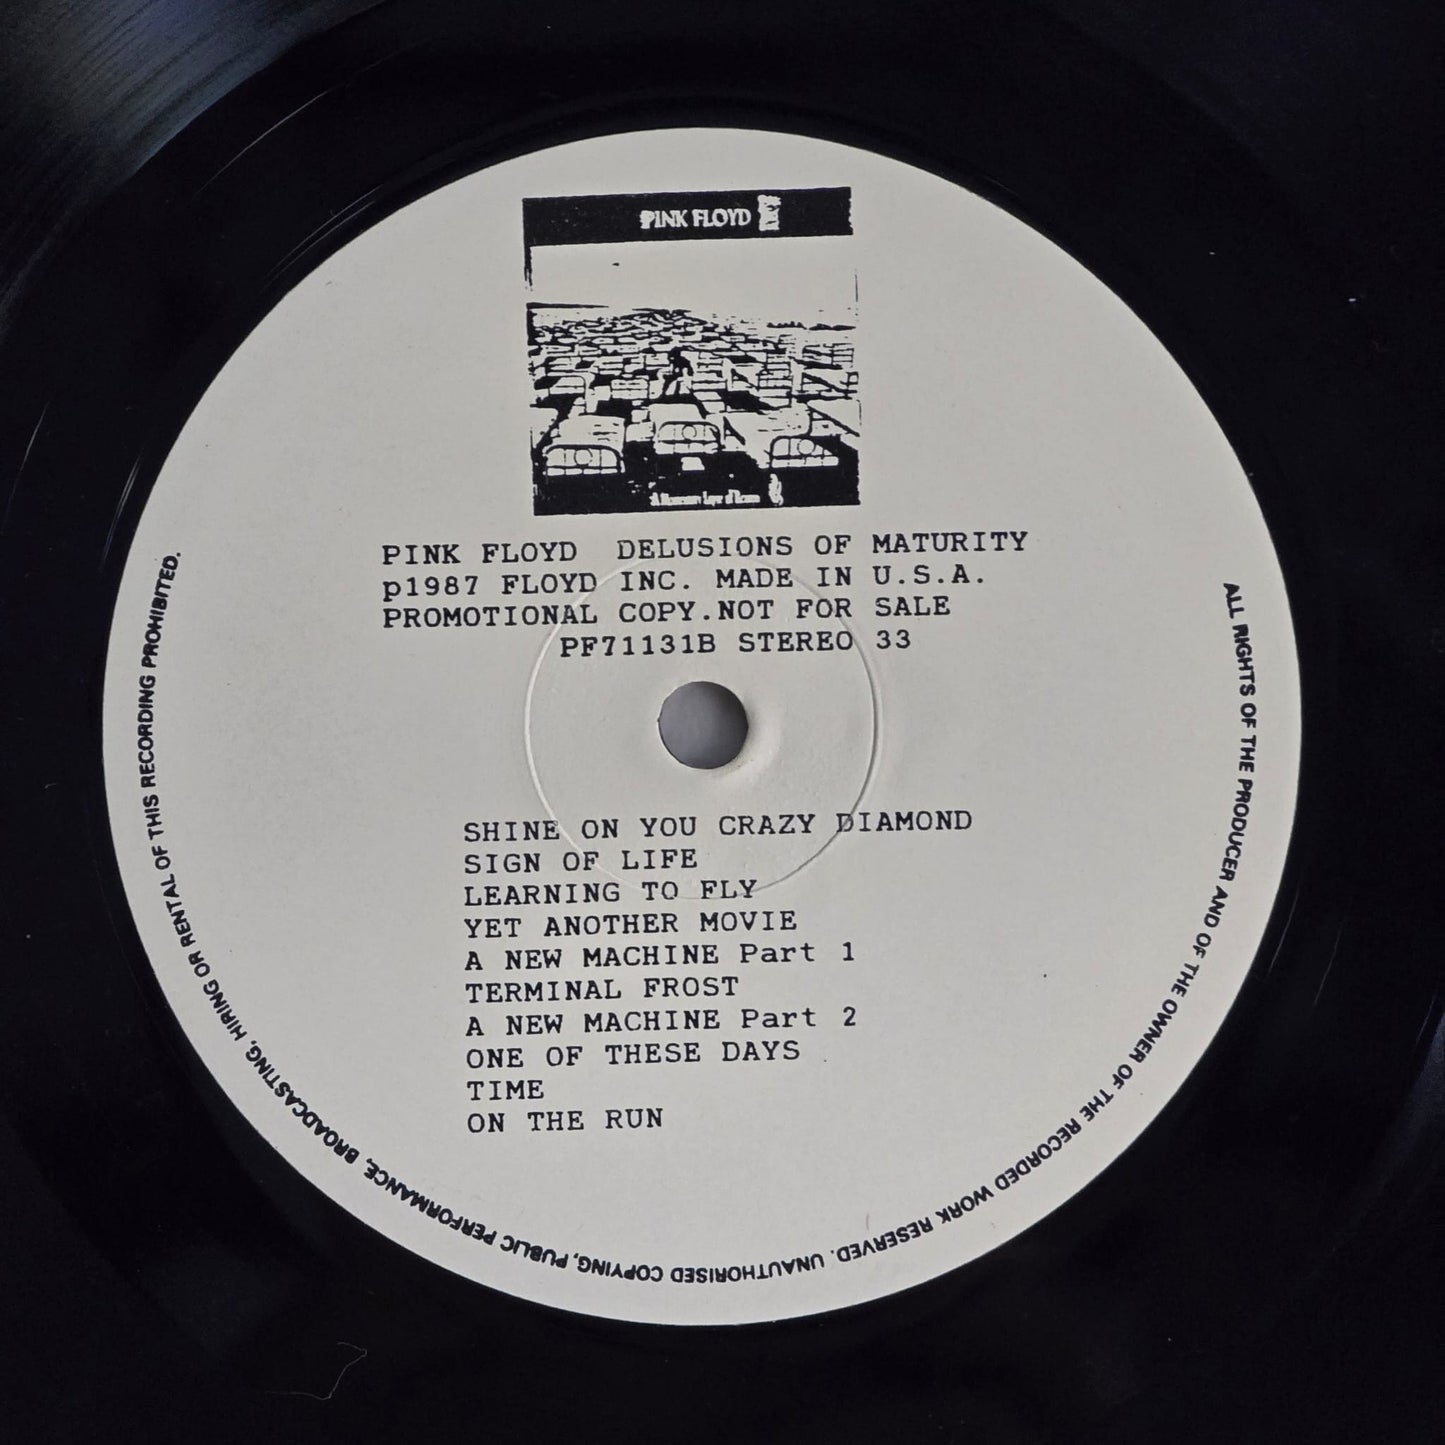 PINK FLOYD
PINK FLOYD DELUSIONS OF MATURITY
p1987 FLOYD INC. MADE IN U.S.A.
PROMOTIONAL COPY.NOT FOR SALE
PF71131B STEREO 33
SHINE ON YOU CRAZY DIAMOND
SIGN OF LIFE
LEARNING TO FLY
YET ANOTHER MOVIE
A NEW MACHINE Part 1
TERMINAL FROST
A NEW MACHINE Part 2
ONE OF THESE DAYS
TIME
ON THE RUN
ALL RIGHTS OF THE PRODUCER AND OF THE OWNER OF THE RECORDED WORK RESERVED. UNAUTHORISED COPYING, PUBLIC PERFORMANCE, BROADCASTING, HIRING OR RENTAL OF THIS RECORDING PROHIBITED.